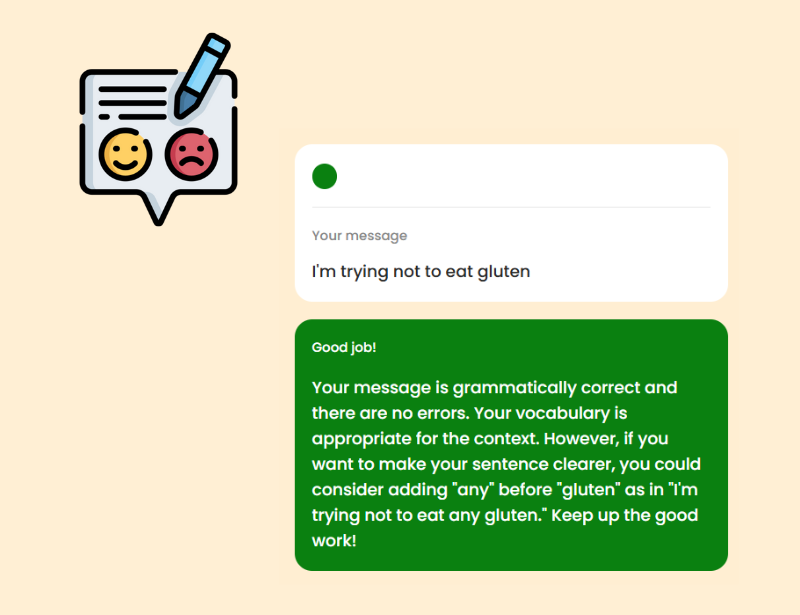 Your message
I'm trying not to eat gluten
Good job!
Your message is grammatically correct and
there are no errors. Your vocabulary is
appropriate for the context. However, if you
want to make your sentence clearer, you could
consider adding "any" before "gluten" as in "I'm
trying not to eat any gluten." Keep up the good
work!